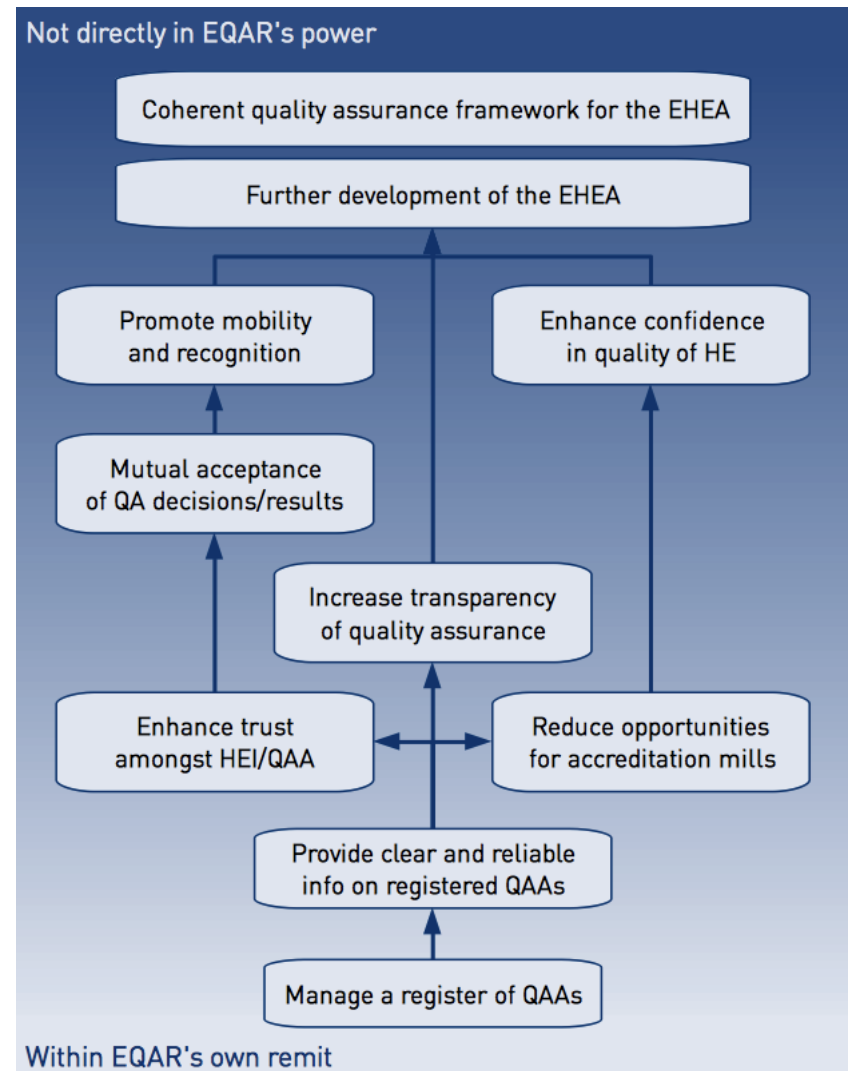 Not directly in EQAR's power
Coherent quality assurance framework for the EHEA
Further development of the EHEA
Promote mobility
and recognition
Enhance confidence
in quality of HE
Mutual acceptance
of QA decisions/results
Increase transparency
of quality assurance
Enhance trust
amongst HEI/QAA
Reduce opportunities
for accreditation mills
Provide clear and reliable
info on registered QAAs
Manage a register of QAAs
Within EQAR's own remit